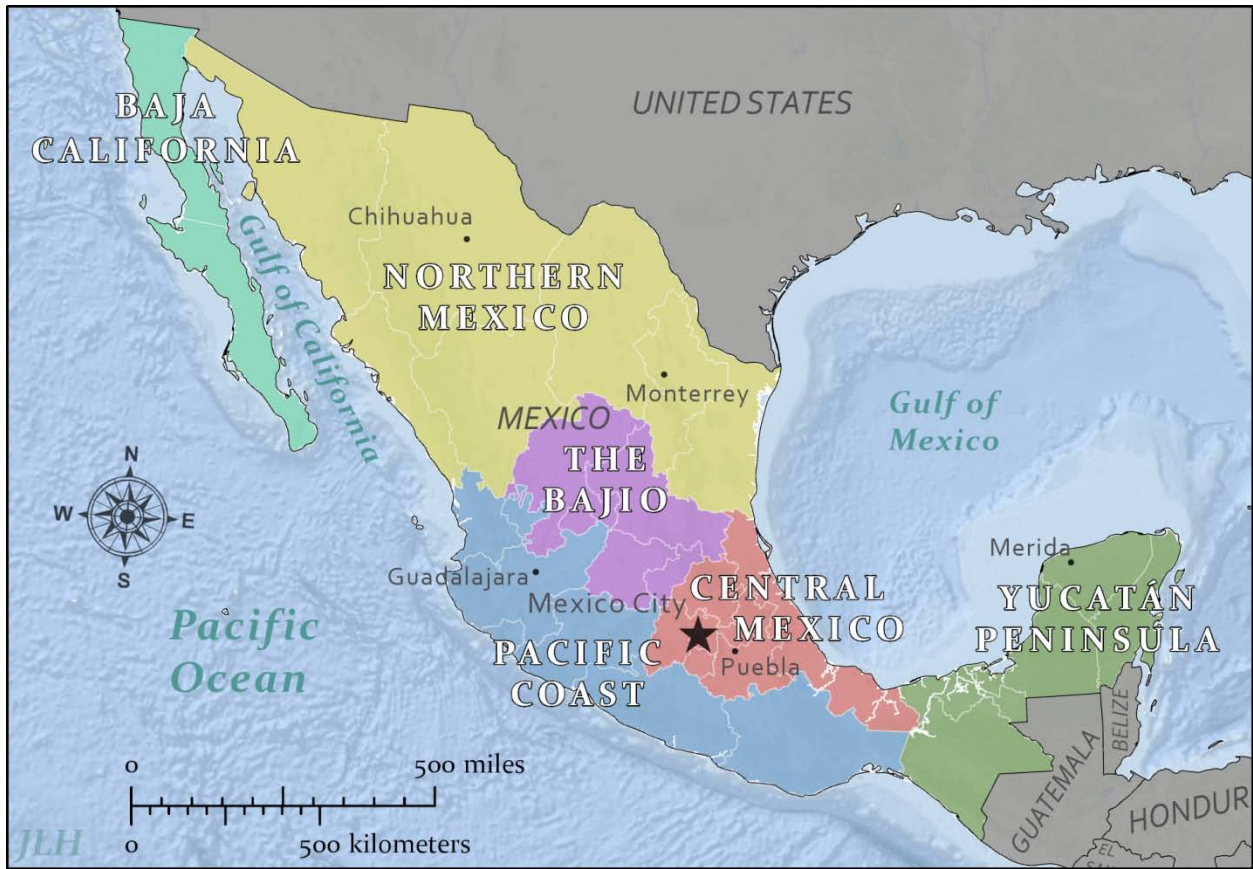 BAJA
CALIFORNIA
UNITED STATES
Chihuahua
Gulf of California
NORTHERN
MEXICO
Monterrey
MEXICO
Gulf of
Mexico
THE
BAJIO
N
W
E
S
Guadalajara
Mexico City
CENTRAL
MEXICO
Merida
YUCATÁN
PENINSULA
Pacific
Ocean
PACIFIC
COAST
Puebla
BELIZE
GUATEMALA
HONDUR
EL
0
500 miles
0
500 kilometers
JLH